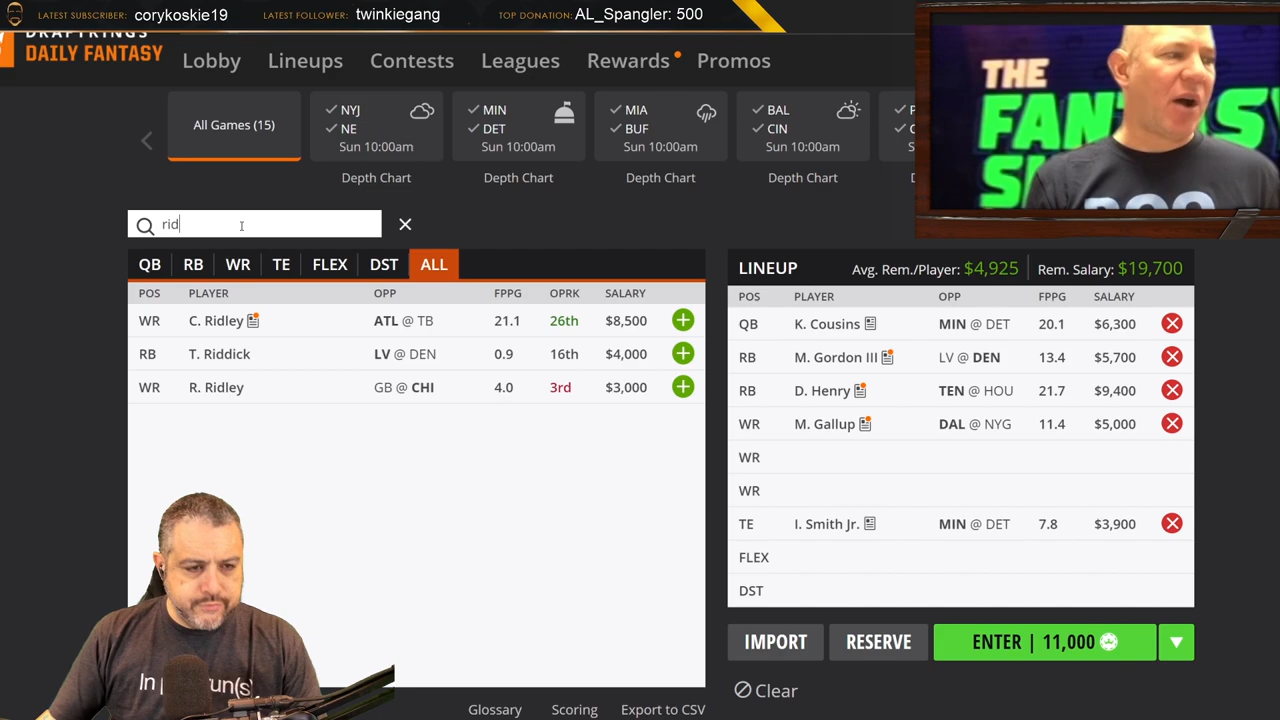 LATEST SUBSCRIBER: corykoskie19 LATEST FOLLOWER: twinkiegang TOP DONATION: AL_Spangler: 500
DRAFTKINGS
DAILY FANTASY
Lobby Lineups Contests Leagues Rewards Promos
All Games (15)
NYJ
NE
Sun 10:00am
Depth Chart
MIN
DET
Sun 10:00am
Depth Chart
MIA
BUF
Sun 10:00am
Depth Chart
BAL
CIN
Sun 10:00am
Depth Chart
THE
rid
QB RB WR TE FLEX DST ALL
POS PLAYER OPP FPPG OPRK SALARY
WR C. Ridley ATL @ TB 21.1 26th $8,500
RB T. Riddick LV @ DEN 0.9 16th $4,000
WR R. Ridley GB @ CHI 4.0 3rd $3,000
LINEUP Avg. Rem./Player: $4,925 Rem. Salary: $19,700
POS PLAYER OPP FPPG SALARY
QB K. Cousins MIN @ DET 20.1 $6,300
RB M. Gordon III LV @ DEN 13.4 $5,700
RB D. Henry TEN @ HOU 21.7 $9,400
WR M. Gallup DAL @ NYG 11.4 $5,000
WR
WR
TE I. Smith Jr. MIN @ DET 7.8 $3,900
FLEX
DST
IMPORT RESERVE ENTER | 11,000
Clear
Glossary Scoring Export to CSV